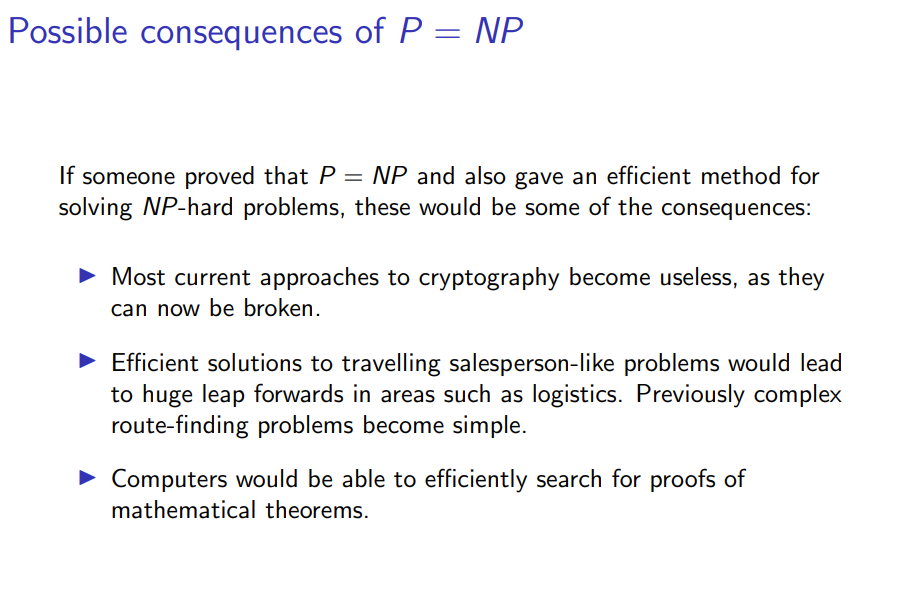 Possible consequences of P = NP
If someone proved that P = NP and also gave an efficient method for
solving NP-hard problems, these would be some of the consequences:
▶ Most current approaches to cryptography become useless, as they
can now be broken.
▶ Efficient solutions to travelling salesperson-like problems would lead
to huge leap forwards in areas such as logistics. Previously complex
route-finding problems become simple.
▶ Computers would be able to efficiently search for proofs of
mathematical theorems.